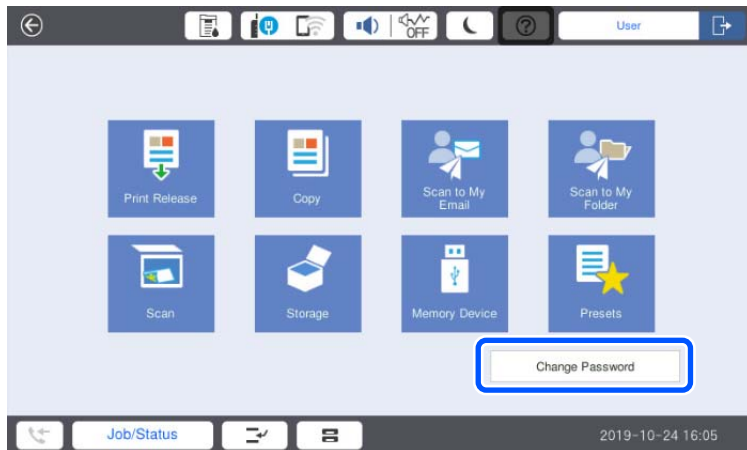 OFF
User
Print Release
Copy
Scan to My
Email
Scan to My
Folder
Scan
Storage
Memory Device
Presets
Change Password
Job/Status
2019-10-24 16:05